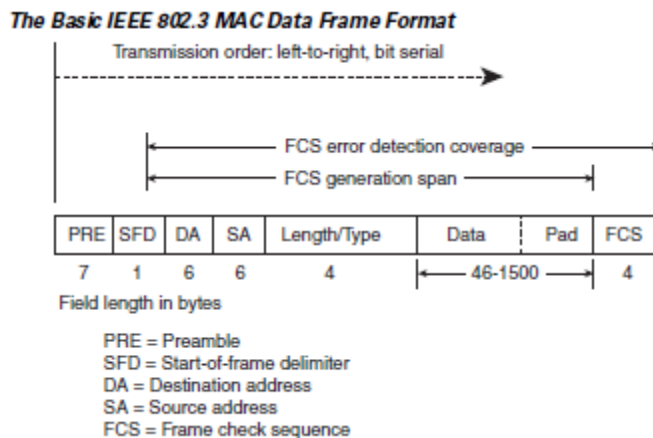 The Basic IEEE 802.3 MAC Data Frame Format
Transmission order: left-to-right, bit serial
FCS error detection coverage
FCS generation span
PRE SFD DA SA Length/Type Data Pad FCS
7 1 6 6 4 46-1500 4
Field length in bytes
PRE = Preamble
SFD = Start-of-frame delimiter
DA = Destination address
SA = Source address
FCS = Frame check sequence